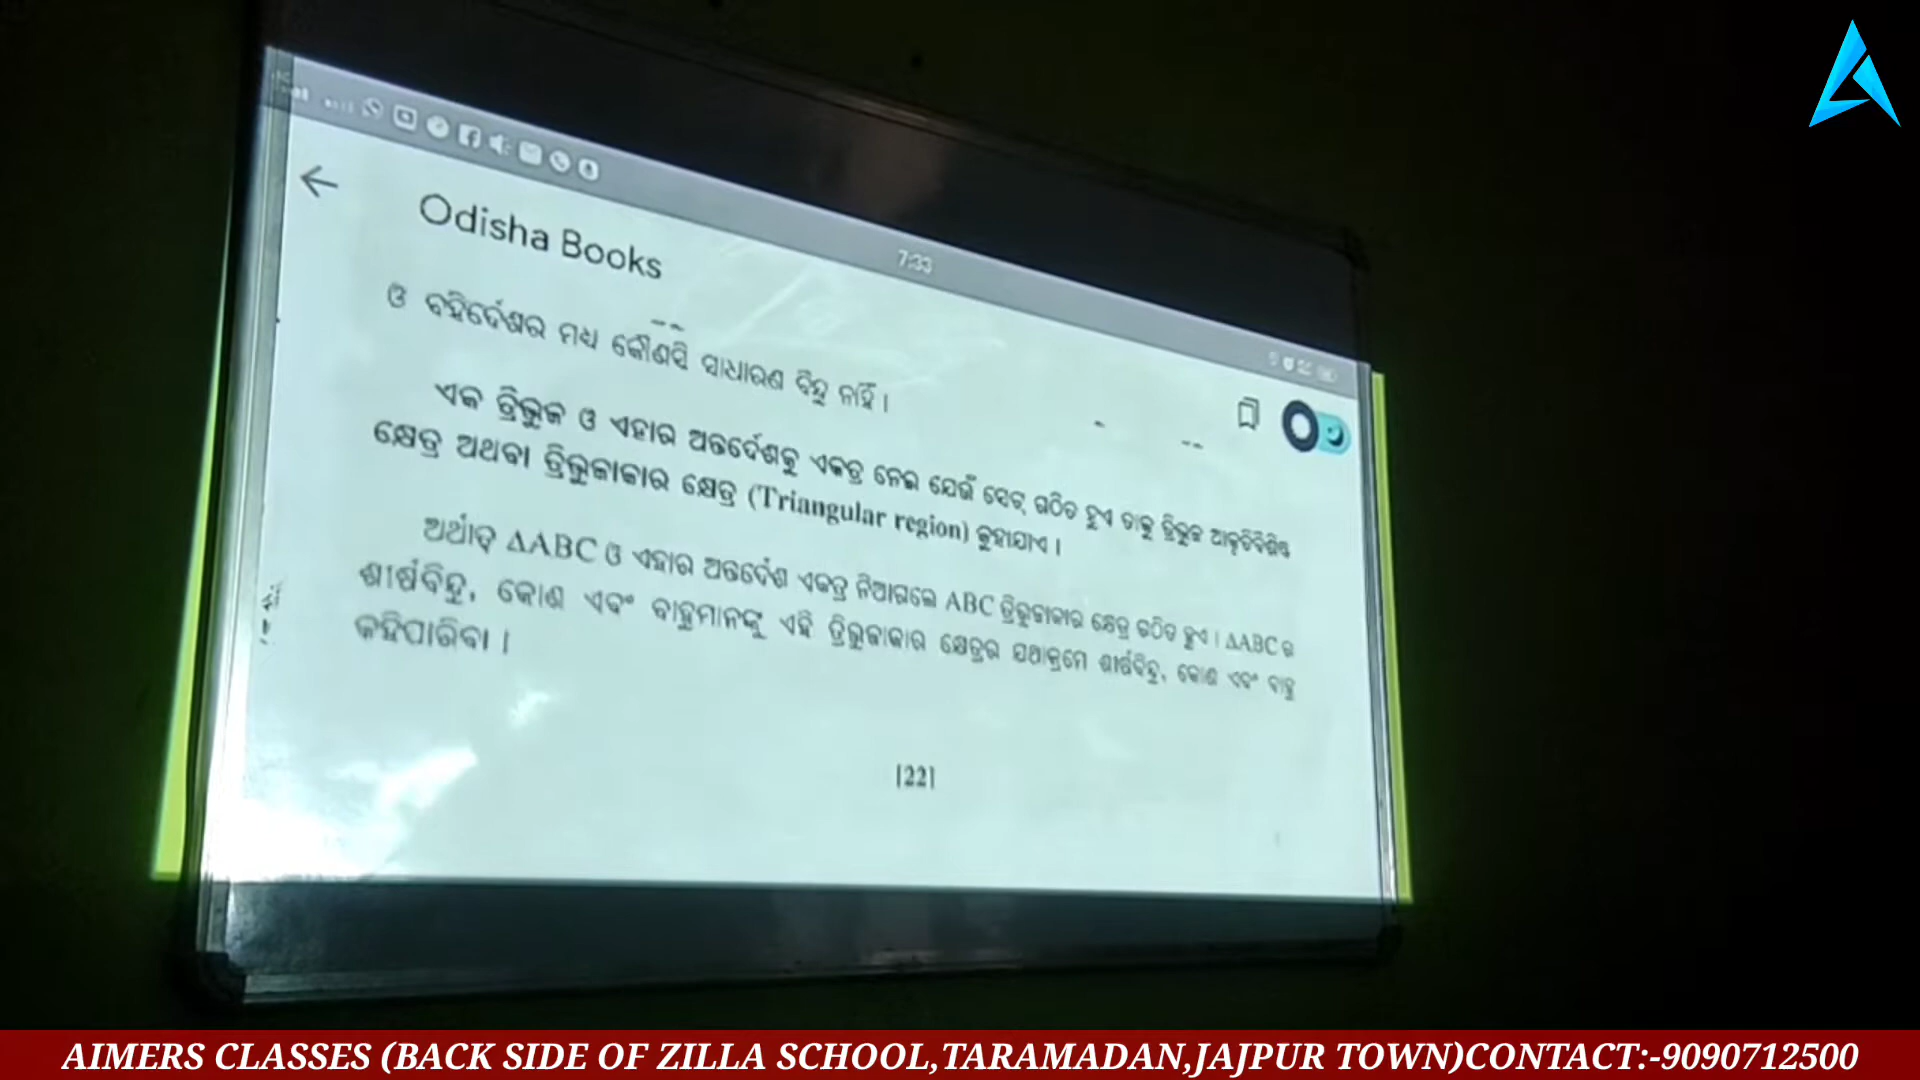 7:33
Odisha Books
ଓ ବହିର୍ଦେଶର ମଧ୍ୟ କୌଣସି ସାଧାରଣ ବିନ୍ଦୁ ନାହିଁ ।
ଏକ ତ୍ରିଭୁଜ ଓ ଏହାର ଅନ୍ତର୍ଦେଶକୁ ଏକତ୍ର ନେଇ ଯେଉଁ ସେଟ୍ ଗଠିତ ହୁଏ ତାକୁ ତ୍ରିଭୁଜ ଆକୃତିବିଶିଷ୍ଟ
କ୍ଷେତ୍ର ଅଥବା ତ୍ରିଭୁଜାକାର କ୍ଷେତ୍ର (Triangular region) କୁହାଯାଏ ।
ଅର୍ଥାତ୍ ΔABC ଓ ଏହାର ଅନ୍ତର୍ଦେଶ ଏକତ୍ର ନିଆଗଲେ ABC ତ୍ରିଭୁଜାକାର କ୍ଷେତ୍ର ଗଠିତ ହୁଏ । ΔABC ର
ଶୀର୍ଷବିନ୍ଦୁ, କୋଣ ଏବଂ ବାହୁମାନଙ୍କୁ ଏହି ତ୍ରିଭୁଜାକାର କ୍ଷେତ୍ରର ଯଥାକ୍ରମେ ଶୀର୍ଷବିନ୍ଦୁ, କୋଣ ଏବଂ ବାହୁ
କହିପାରିବା ।
[22]
AIMERS CLASSES (BACK SIDE OF ZILLA SCHOOL,TARAMADAN,JAJPUR TOWN)CONTACT:-9090712500